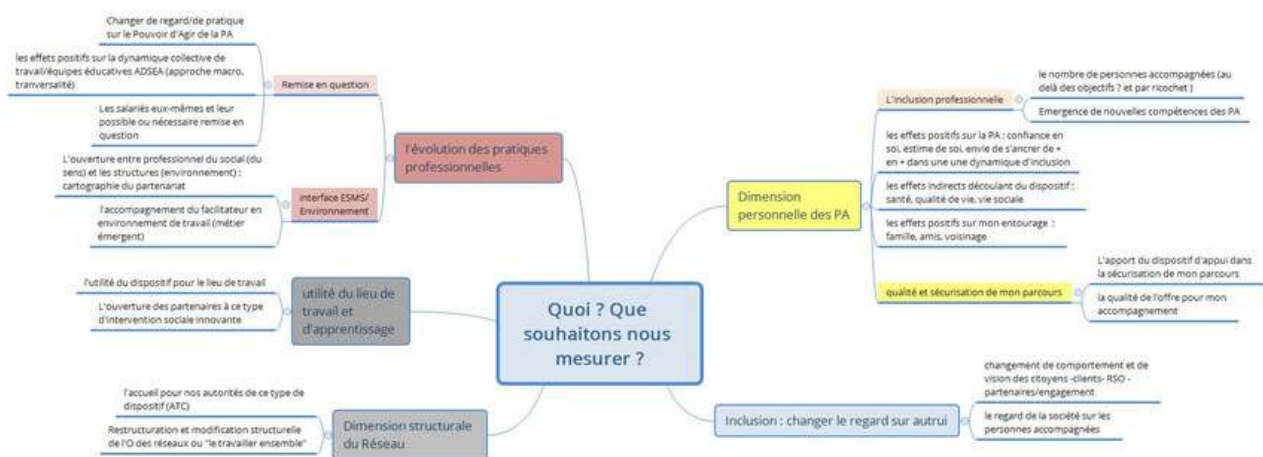 Quoi ? Que
souhaitons nous
mesurer ?
l'évolution des pratiques
professionnelles
Remise en question
Changer de regard/de pratique
sur le Pouvoir d'Agir de la PA
les effets positifs sur la dynamique collective de
travail/équipes éducatives ADSEA (approche macro,
tranversalité)
Les salariés eux-mêmes et leur
possible ou nécessaire remise en
question
Interface ESMS/
Environnement
L'ouverture entre professionnel du social (du
sens) et les structures (environnement) :
cartographie du partenariat
l'accompagnement du facilitateur en
environnement de travail (métier
émergent)
utilité du lieu de
travail et
d'apprentissage
l'utilité du dispositif pour le lieu de travail
L'ouverture des partenaires à ce type
d'intervention sociale innovante
Dimension structurale
du Réseau
l'accueil pour nos autorités de ce type de
dispositif (ATC)
Restructuration et modification structurelle
de l'O des réseaux ou "le travailler ensemble"
Dimension
personnelle des PA
L'inclusion professionnelle
le nombre de personnes accompagnées (au
delà des objectifs ? et par ricochet )
Emergence de nouvelles compétences des PA
les effets positifs sur la PA : confiance en
soi, estime de soi, envie de s'ancrer de +
en + dans une une dynamique d'inclusion
les effets indirects découlant du dispositif :
santé, qualité de vie, vie sociale
les effets positifs sur mon entourage :
famille, amis, voisinage
qualité et sécurisation de mon parcours
L'apport du dispositif d'appui dans
la sécurisation de mon parcours
la qualité de l'offre pour mon
accompagnement
Inclusion : changer le regard sur autrui
changement de comportement et de
vision des citoyens -clients- RSO -
partenaires/engagement
le regard de la société sur les
personnes accompagnées